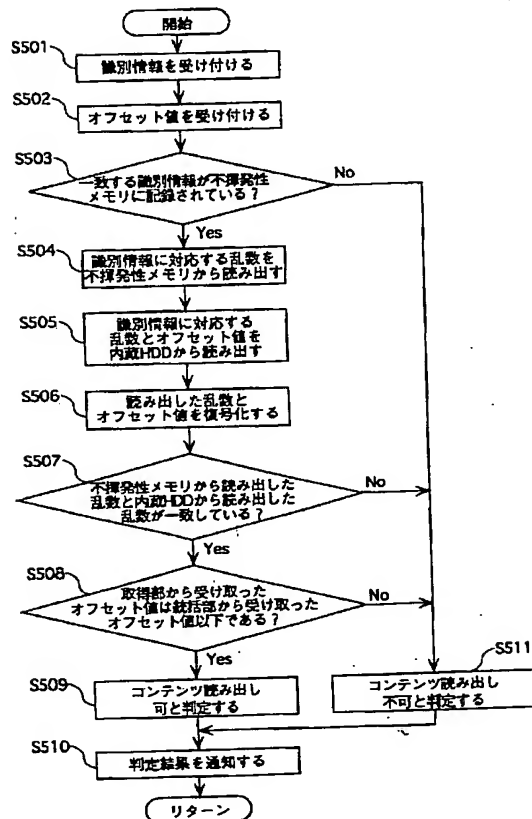 開始
S501
識別情報を受け付ける
S502
オフセット値を受け付ける
S503
一致する識別情報が不揮発性
メモリに記録されている？
No
Yes
S504
識別情報に対応する乱数を
不揮発性メモリから読み出す
S505
識別情報に対応する
乱数とオフセット値を
内蔵HDDから読み出す
S506
読み出した乱数と
オフセット値を復号化する
S507
不揮発性メモリから読み出した
乱数と内蔵HDDから読み出した
乱数が一致している？
No
Yes
S508
取得部から受け取った
オフセット値は統括部から受け取った
オフセット値以下である？
No
Yes
S509
コンテンツ読み出し
可と判定する
S511
コンテンツ読み出し
不可と判定する
S510
判定結果を通知する
リターン